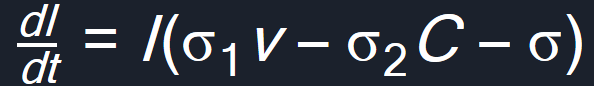 dI/dt = I(σ₁v − σ₂C − σ)